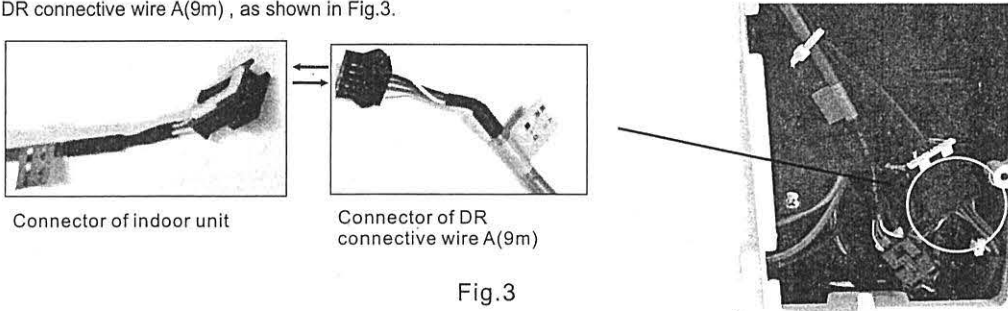 DR connective wire A(9m) , as shown in Fig.3.
Connector of indoor unit
Connector of DR
connective wire A(9m)
Fig.3